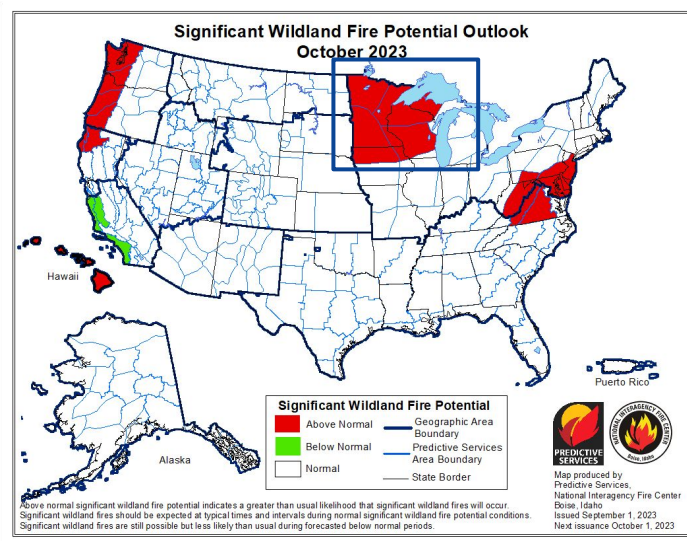 Significant Wildland Fire Potential Outlook
October 2023
Hawaii
Puerto Rico
Alaska
Significant Wildland Fire Potential
Above Normal
Below Normal
Normal
Geographic Area
Boundary
Predictive Services
Area Boundary
State Border
PREDICTIVE
SERVICES
NATIONAL INTERAGENCY FIRE CENTER
Boise, Idaho
Map produced by
Predictive Services,
National Interagency Fire Center
Boise, Idaho
Issued September 1, 2023
Next issuance October 1, 2023
Above normal significant wildland fire potential indicates a greater than usual likelihood that significant wildland fires will occur.
Significant wildland fires should be expected at typical times and intervals during normal significant wildland fire potential conditions.
Significant wildland fires are still possible but less likely than usual during forecasted below normal periods.